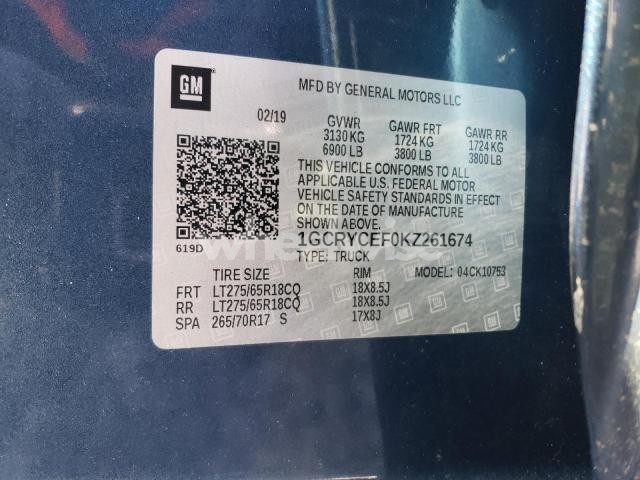 GM
MFD BY GENERAL MOTORS LLC
02/19
GVWR GAWR FRT GAWR RR
3130 KG 1724 KG 1724 KG
6900 LB 3800 LB 3800 LB
THIS VEHICLE CONFORMS TO ALL
APPLICABLE U.S. FEDERAL MOTOR
VEHICLE SAFETY STANDARDS IN EFFECT
ON THE DATE OF MANUFACTURE
SHOWN ABOVE.
619D
1GCRYCEF0KZ261674
TYPE: TRUCK MODEL: 04CK10753
TIRE SIZE RIM
FRT LT275/65R18CQ 18X8.5J
RR LT275/65R18CQ 18X8.5J
SPA 265/70R17 S 17X8J